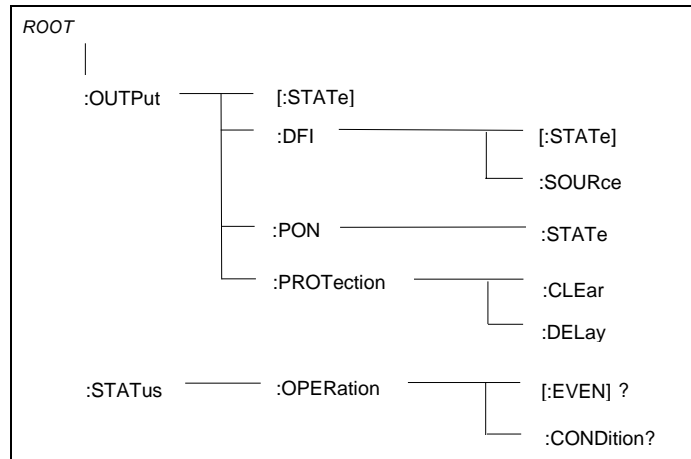 ROOT
:OUTPut [:STATe]
:DFI [:STATe]
:SOURce
:PON :STATe
:PROTection :CLEar
:DELay
:STATus :OPERation [:EVEN] ?
:CONDition?